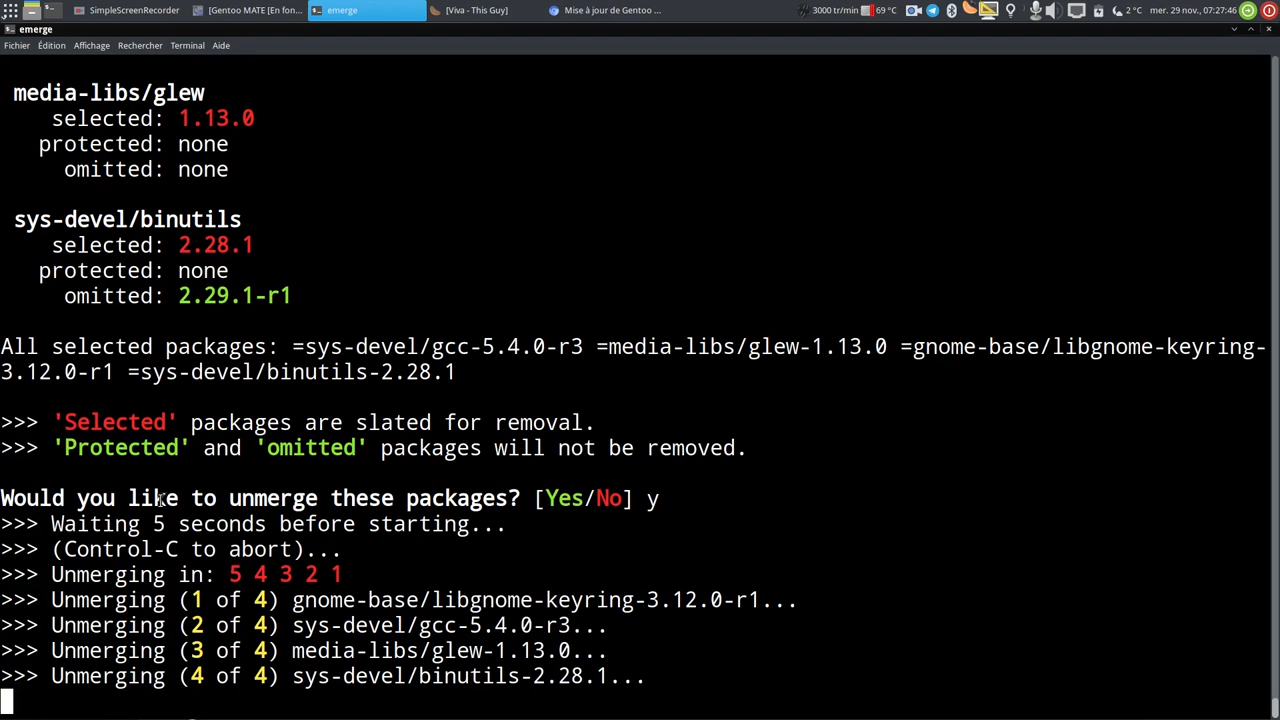 SimpleScreenRecorder
[Gentoo MATE [En fon...
emerge
[Viva - This Guy]
Mise à jour de Gentoo ...
3000 tr/min
69 °C
2 °C
mer. 29 nov., 07:27:46
emerge
Fichier Édition Affichage Rechercher Terminal Aide
media-libs/glew
selected: 1.13.0
protected: none
omitted: none
sys-devel/binutils
selected: 2.28.1
protected: none
omitted: 2.29.1-r1
All selected packages: =sys-devel/gcc-5.4.0-r3 =media-libs/glew-1.13.0 =gnome-base/libgnome-keyring-
3.12.0-r1 =sys-devel/binutils-2.28.1
>>> 'Selected' packages are slated for removal.
>>> 'Protected' and 'omitted' packages will not be removed.
Would you like to unmerge these packages? [Yes/No] y
>>> Waiting 5 seconds before starting...
>>> (Control-C to abort)...
>>> Unmerging in: 5 4 3 2 1
>>> Unmerging (1 of 4) gnome-base/libgnome-keyring-3.12.0-r1...
>>> Unmerging (2 of 4) sys-devel/gcc-5.4.0-r3...
>>> Unmerging (3 of 4) media-libs/glew-1.13.0...
>>> Unmerging (4 of 4) sys-devel/binutils-2.28.1...